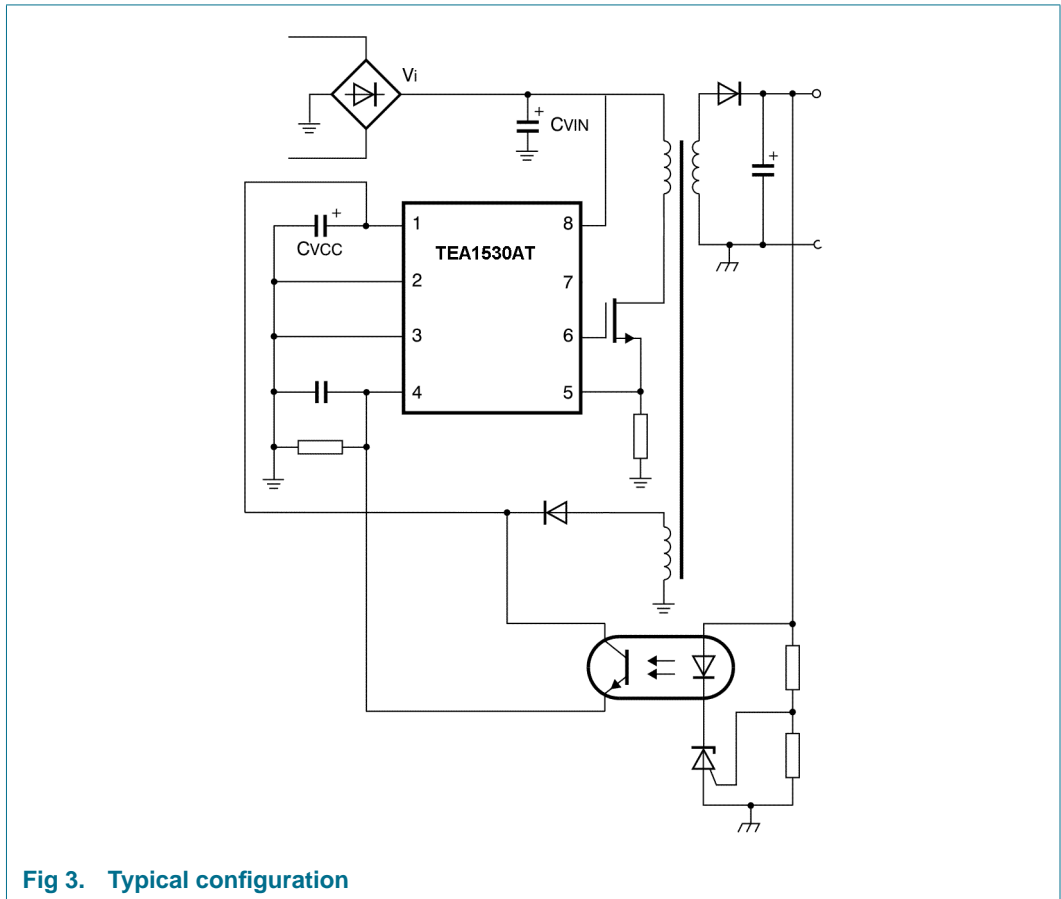 Vi
+
CVIN
+
+
CVCC
TEA1530AT
1
2
3
4
8
7
6
5
Fig 3. Typical configuration